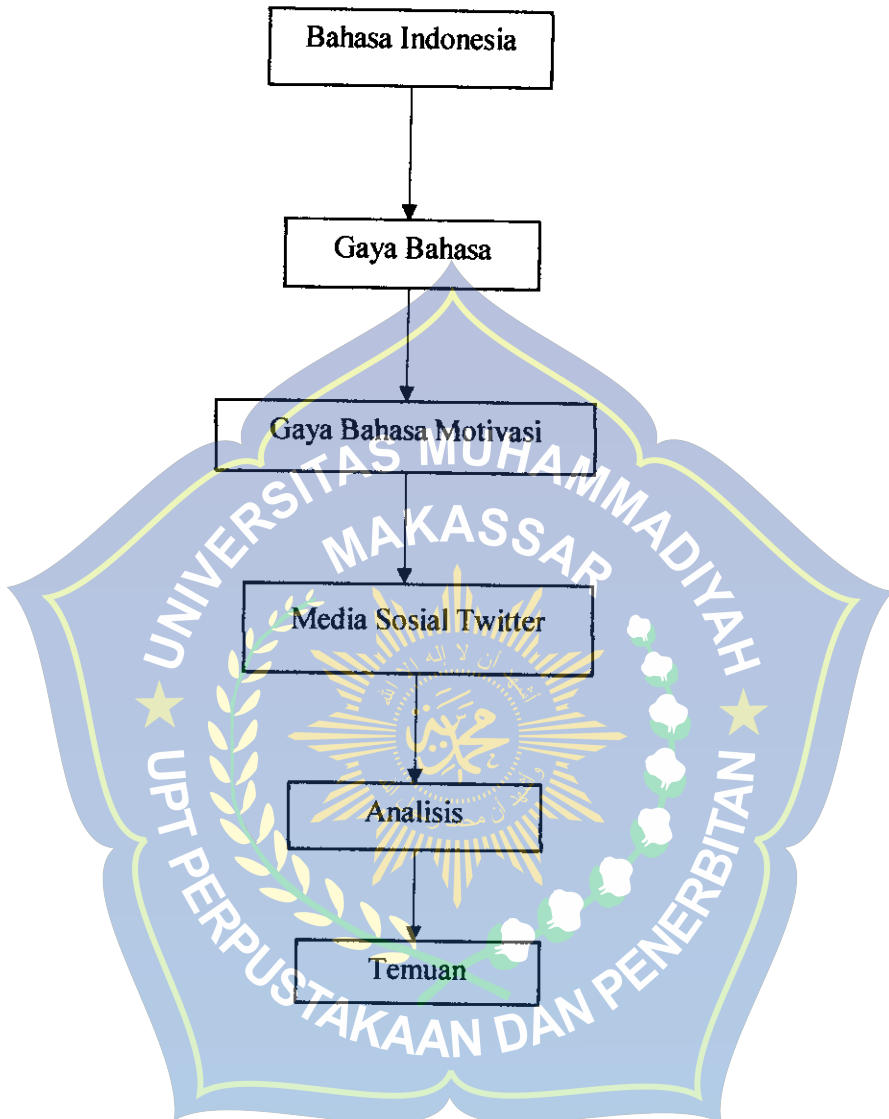 Bahasa Indonesia
Gaya Bahasa
Gaya Bahasa Motivasi
UNIVERSITAS MUHAMMADIYAH
MAKASSAR
Media Sosial Twitter
محمد
Analisis
Temuan
UPT PERPUSTAKAAN DAN PENERBITAN